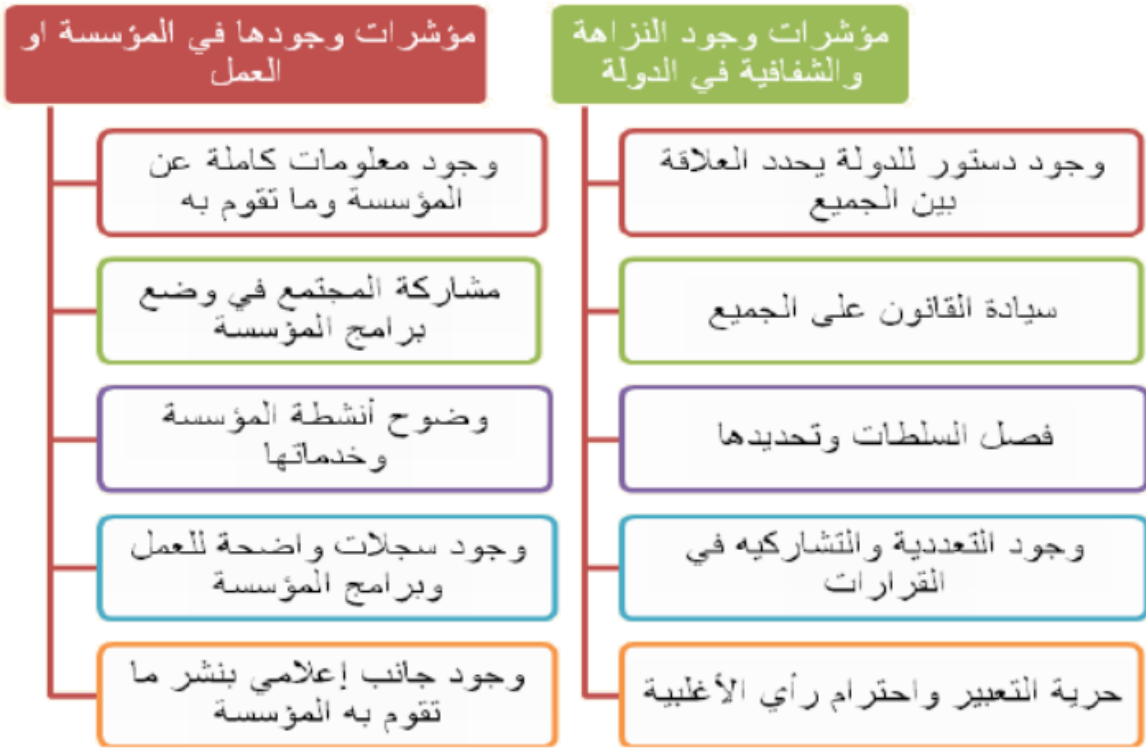 مؤشرات وجود النزاهة
والشفافية في الدولة
وجود دستور للدولة يحدد العلاقة
بين الجميع
سيادة القانون على الجميع
فصل السلطات وتحديدها
وجود التعددية والتشاركيه في
القرارات
حرية التعبير واحترام رأي الأغلبية
مؤشرات وجودها في المؤسسة او
العمل
وجود معلومات كاملة عن
المؤسسة وما تقوم به
مشاركة المجتمع في وضع
برامج المؤسسة
وضوح أنشطة المؤسسة
وخدماتها
وجود سجلات واضحة للعمل
وبرامج المؤسسة
وجود جانب إعلامي بنشر ما
تقوم به المؤسسة